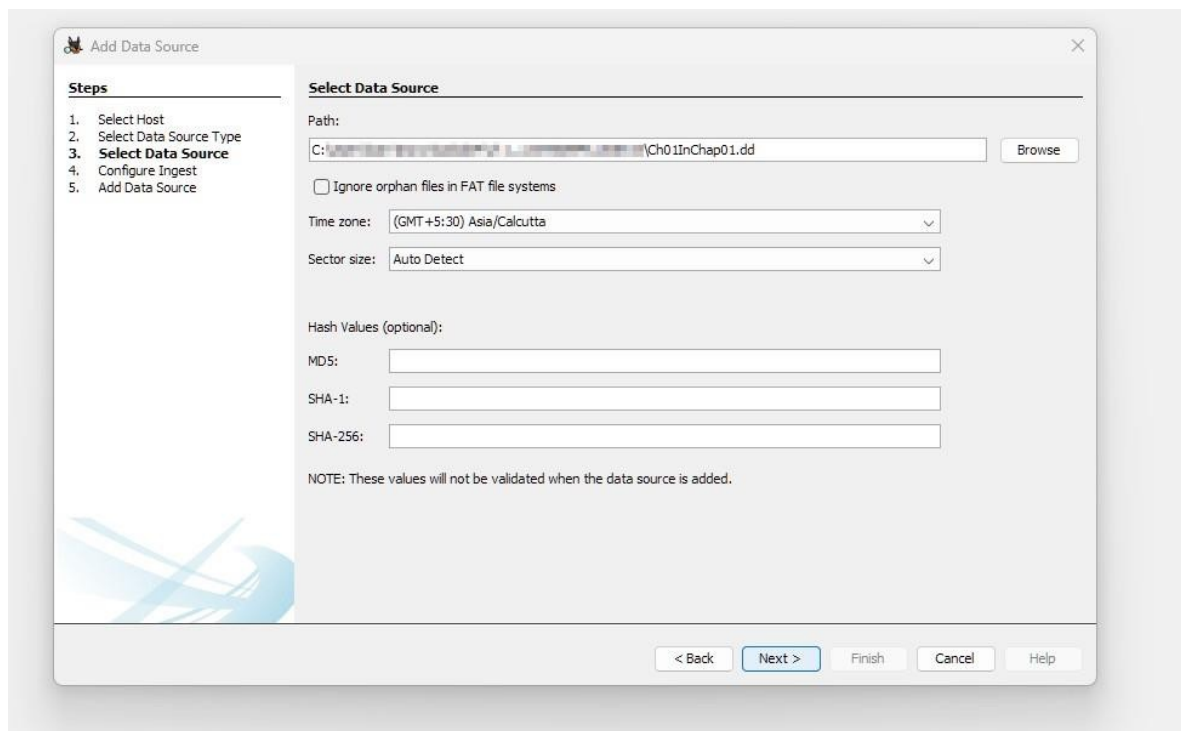 Add Data Source
Steps
1. Select Host
2. Select Data Source Type
3. Select Data Source
4. Configure Ingest
5. Add Data Source
Select Data Source
Path:
C: \Ch01InChap01.dd
Browse
Ignore orphan files in FAT file systems
Time zone: (GMT+5:30) Asia/Calcutta
Sector size: Auto Detect
Hash Values (optional):
MD5:
SHA-1:
SHA-256:
NOTE: These values will not be validated when the data source is added.
< Back Next > Finish Cancel Help